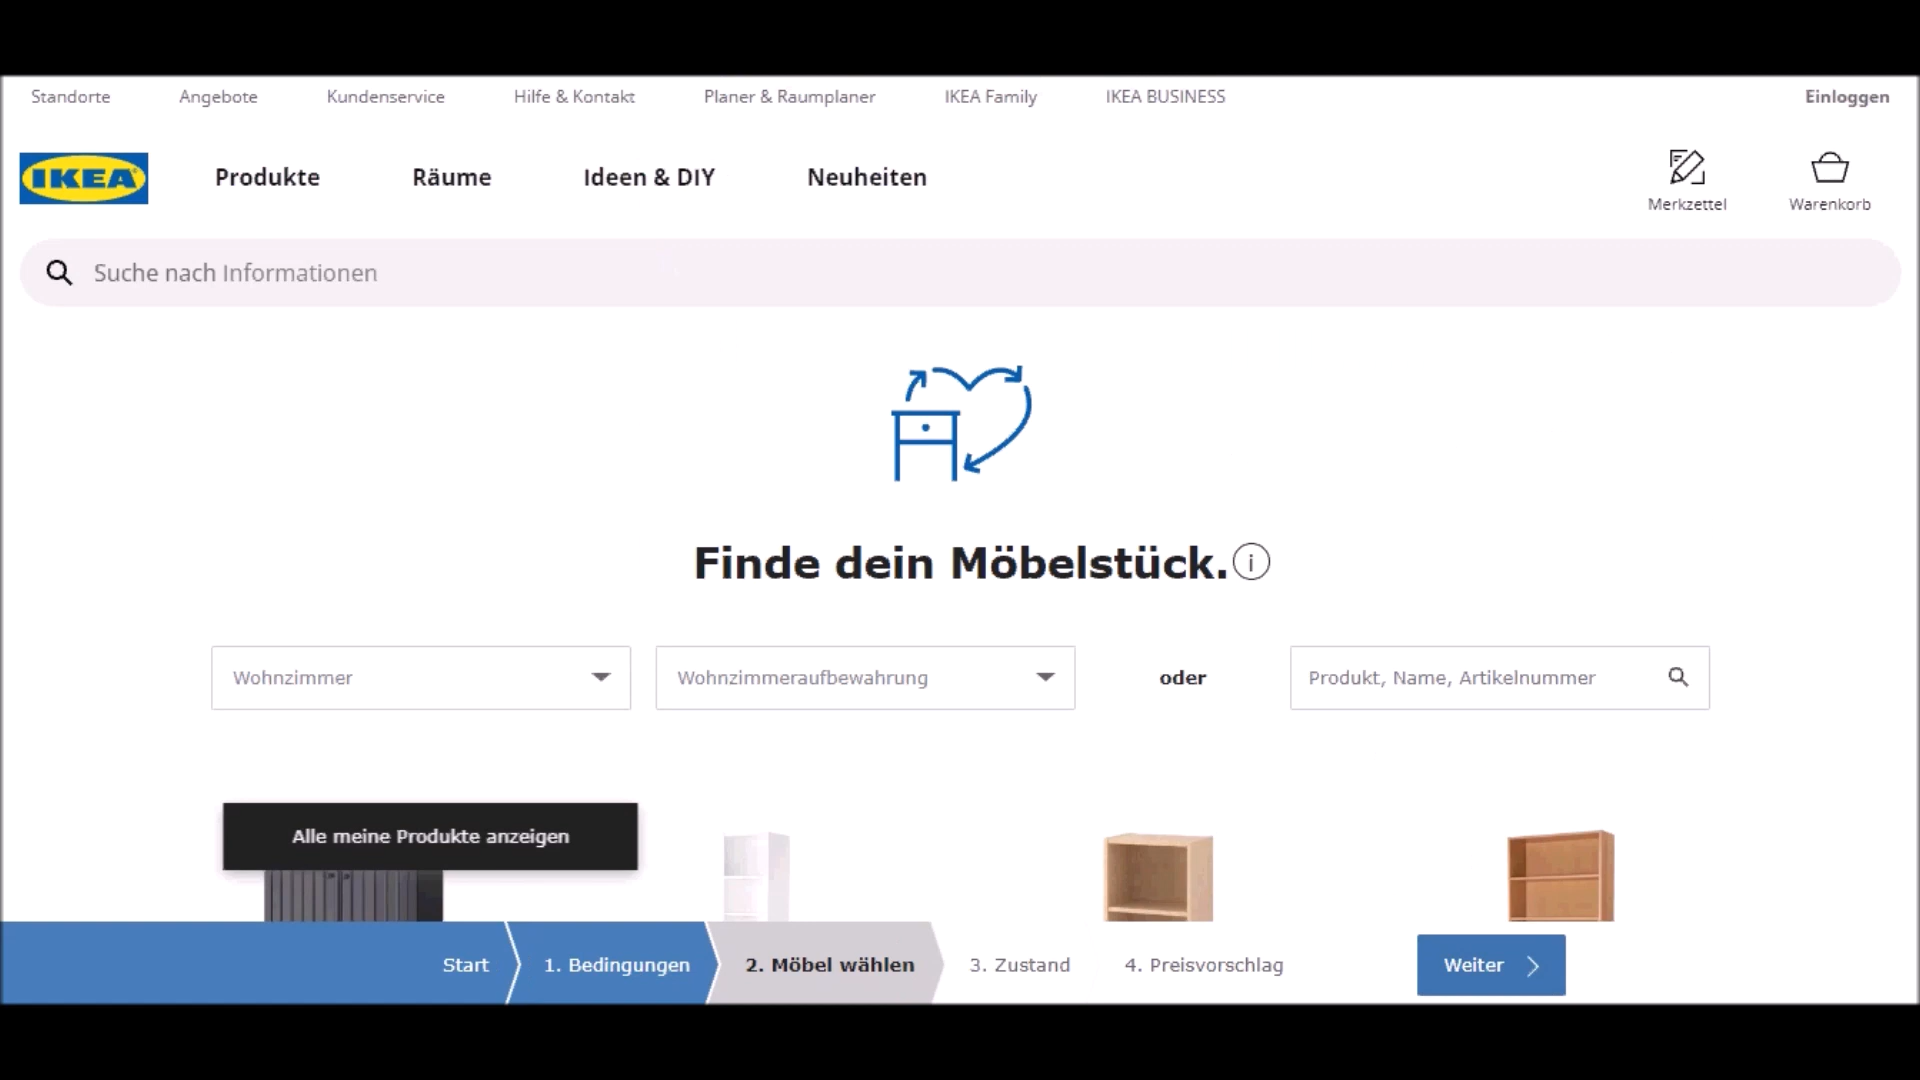 Standorte Angebote Kundenservice Hilfe & Kontakt Planer & Raumplaner IKEA Family IKEA BUSINESS Einloggen
IKEA Produkte Räume Ideen & DIY Neuheiten Merkzettel Warenkorb
Suche nach Informationen
Finde dein Möbelstück. i
Wohnzimmer Wohnzimmeraufbewahrung oder Produkt, Name, Artikelnummer
Alle meine Produkte anzeigen
Start 1. Bedingungen 2. Möbel wählen 3. Zustand 4. Preisvorschlag Weiter